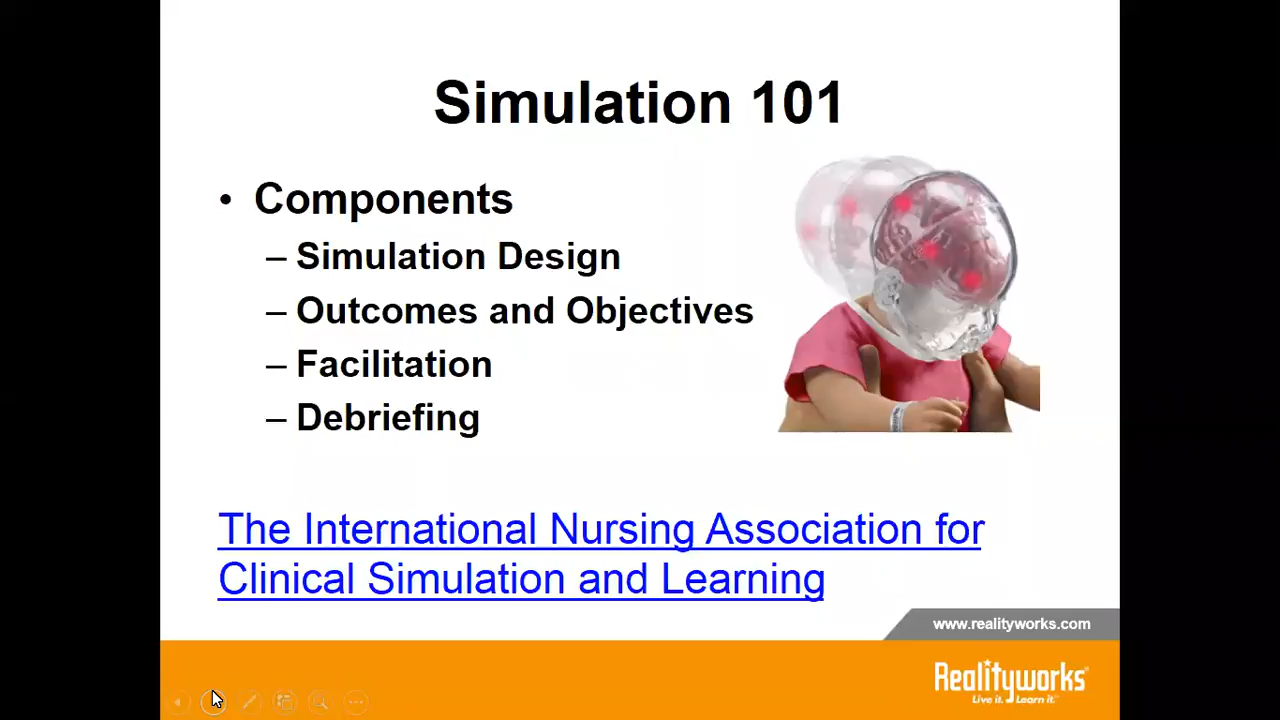 Simulation 101
• Components
– Simulation Design
– Outcomes and Objectives
– Facilitation
– Debriefing
The International Nursing Association for
Clinical Simulation and Learning
www.realityworks.com
Realityworks®
Live it. Learn it.™